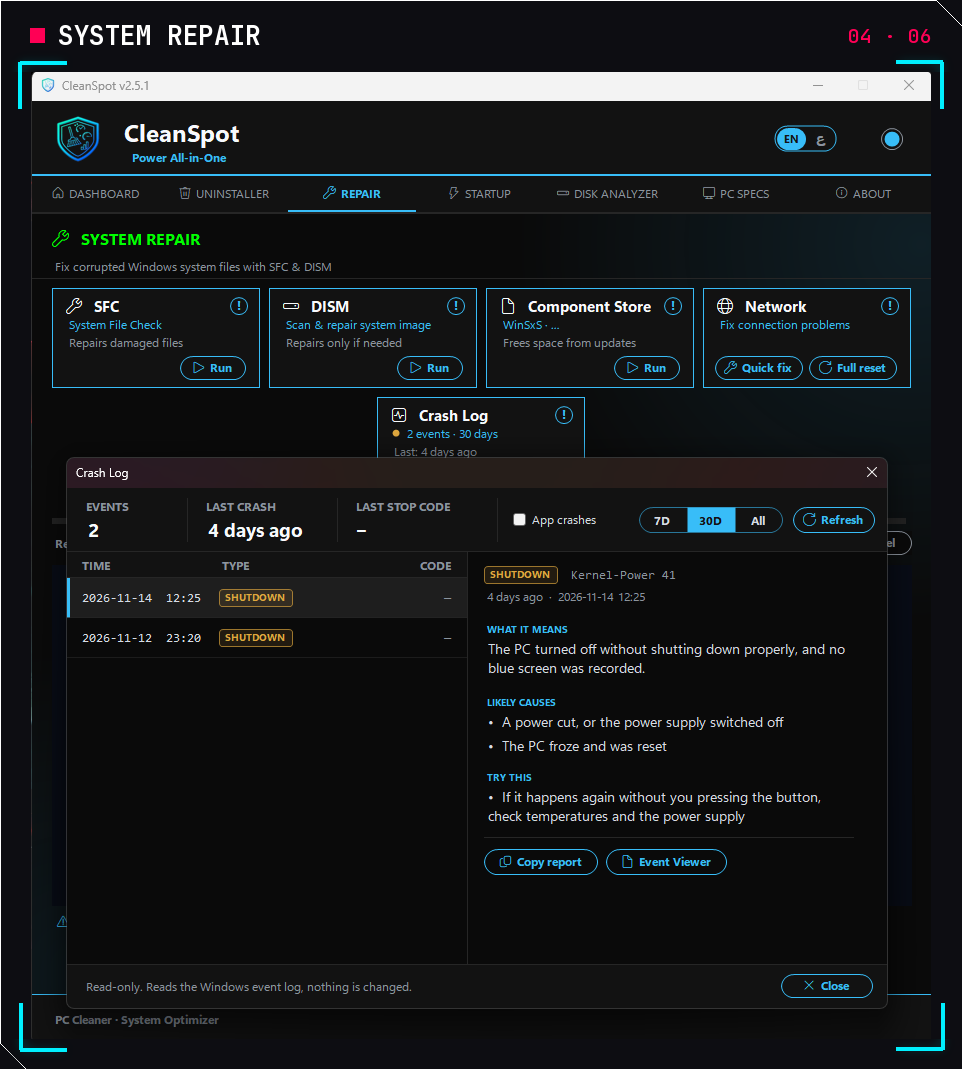 SYSTEM REPAIR
04 · 06
CleanSpot v2.5.1
CleanSpot
Power All-in-One
EN ع
DASHBOARD UNINSTALLER REPAIR STARTUP DISK ANALYZER PC SPECS ABOUT
SYSTEM REPAIR
Fix corrupted Windows system files with SFC & DISM
SFC
System File Check
Repairs damaged files
Run
DISM
Scan & repair system image
Repairs only if needed
Run
Component Store
WinSxS · ...
Frees space from updates
Run
Network
Fix connection problems
Quick fix Full reset
Crash Log
2 events · 30 days
Last: 4 days ago
Crash Log
EVENTS
2
LAST CRASH
4 days ago
LAST STOP CODE
–
App crashes
7D 30D All
Refresh
TIME TYPE CODE
2026-11-14 12:25 SHUTDOWN –
2026-11-12 23:20 SHUTDOWN –
SHUTDOWN Kernel-Power 41
4 days ago · 2026-11-14 12:25
WHAT IT MEANS
The PC turned off without shutting down properly, and no
blue screen was recorded.
LIKELY CAUSES
• A power cut, or the power supply switched off
• The PC froze and was reset
TRY THIS
• If it happens again without you pressing the button,
check temperatures and the power supply
Copy report Event Viewer
Read-only. Reads the Windows event log, nothing is changed.
Close
PC Cleaner · System Optimizer